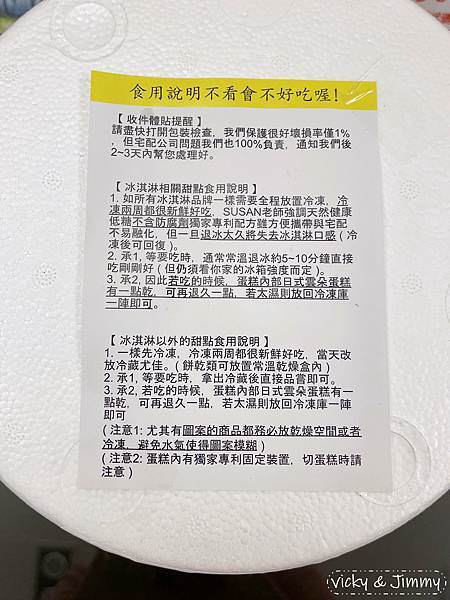 食用說明不看會不好吃喔!
【 收件體貼提醒 】
請盡快打開包裝檢查，我們保護很好壞損率僅1%
，但宅配公司問題我們也100%負責，通知我們後
2~3天內幫您處理好。
【 冰淇淋相關甜點食用說明 】
1. 如所有冰淇淋品牌一樣需要全程放置冷凍，冷
凍兩周都很新鮮好吃，SUSAN老師強調天然健康
低糖不含防腐劑獨家專利配方雖方便攜帶與宅配
不易融化，但一旦退冰太久將失去冰淇淋口感 ( 冷
凍後可回復 )。
2. 承1, 等要吃時，通常常溫退冰約5~10分鐘直接
吃剛剛好 ( 但仍須看你家的冰箱強度而定 )。
3. 承2, 因此若吃的時候，蛋糕內部日式雲朵蛋糕
有一點乾，可再退久一點，若太濕則放回冷凍庫
一陣即可。
【 冰淇淋以外的甜點食用說明 】
1. 一樣先冷凍，冷凍兩周都很新鮮好吃，當天改
放冷藏尤佳。( 餅乾類可放置常溫乾燥盒內 )
2. 承1, 等要吃時，拿出冷藏後直接品嘗即可。
3. 承2, 若吃的時候，蛋糕內部日式雲朵蛋糕有一
點乾，可再退久一點，若太濕則放回冷凍庫一陣
即可
( 注意1: 尤其有圖案的商品都務必放乾燥空間或者
冷凍，避免水氣使得圖案模糊 )
( 注意2: 蛋糕內有獨家專利固定裝置，切蛋糕時請
注意 )
Vicky & Jimmy